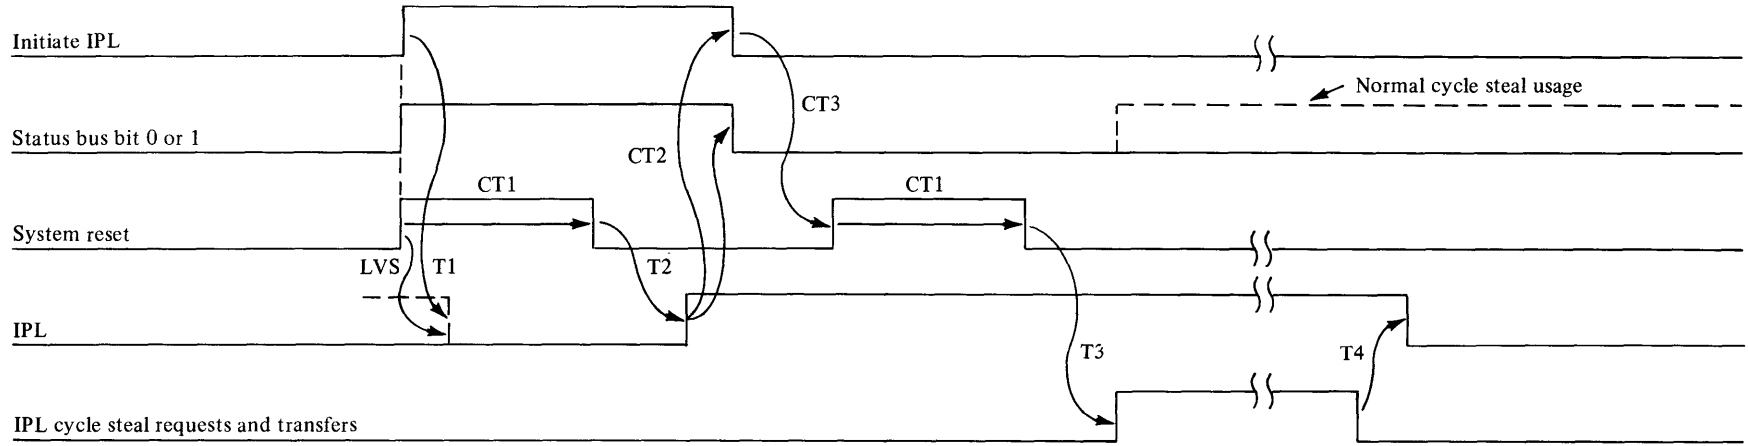 Initiate IPL
Normal cycle steal usage
CT3
Status bus bit 0 or 1
CT2
CT1
CT1
System reset
LVS
T1
T2
IPL
T3
T4
IPL cycle steal requests and transfers